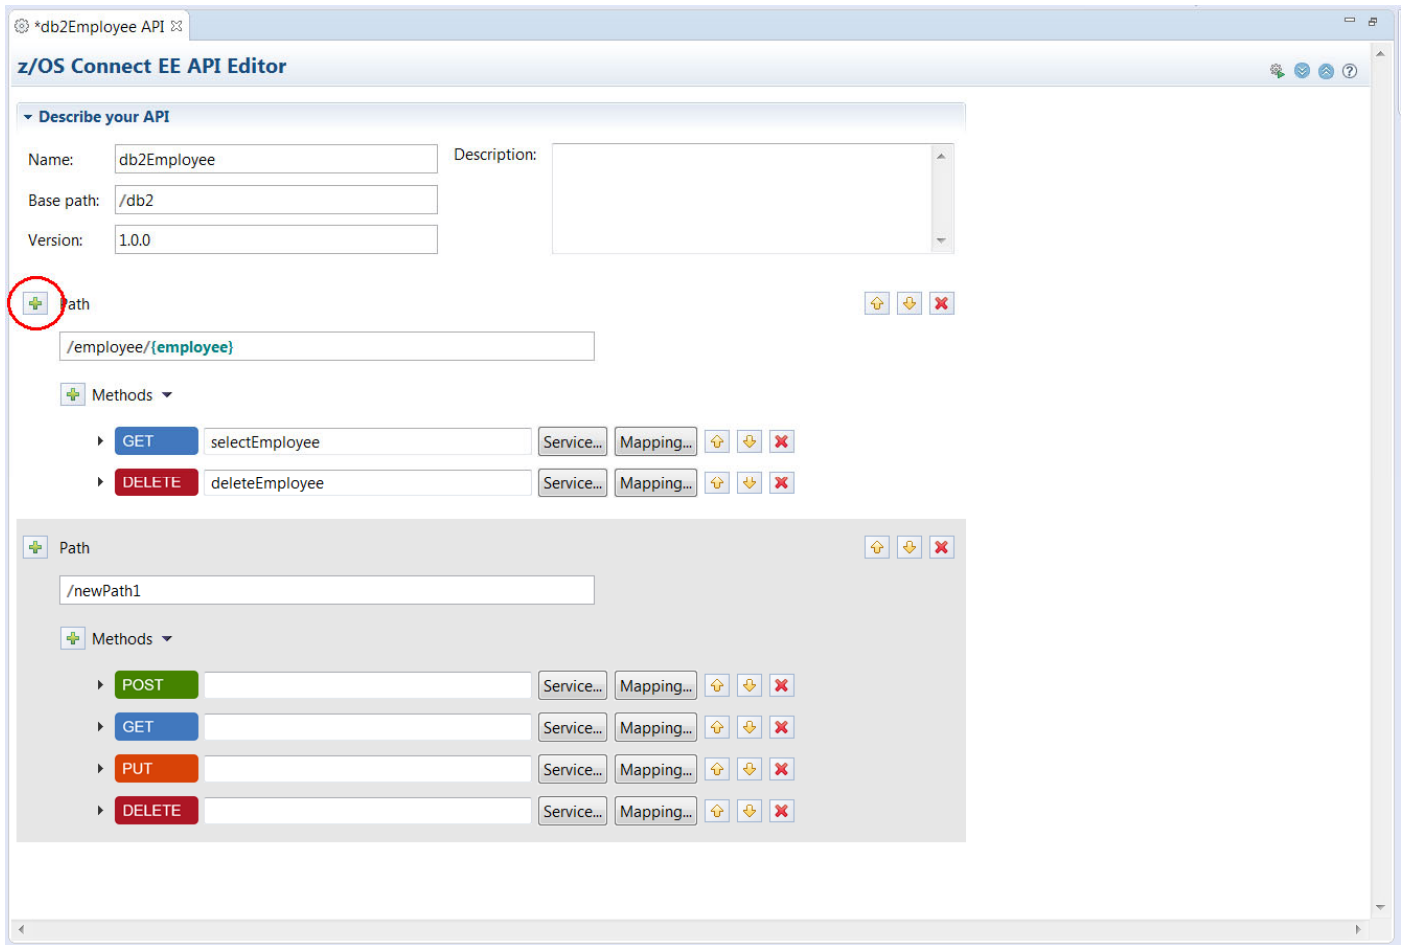 *db2Employee API
z/OS Connect EE API Editor
Describe your API
Name: db2Employee Description:
Base path: /db2
Version: 1.0.0
Path
/employee/{employee}
Methods
GET selectEmployee Service... Mapping...
DELETE deleteEmployee Service... Mapping...
Path
/newPath1
Methods
POST Service... Mapping...
GET Service... Mapping...
PUT Service... Mapping...
DELETE Service... Mapping...